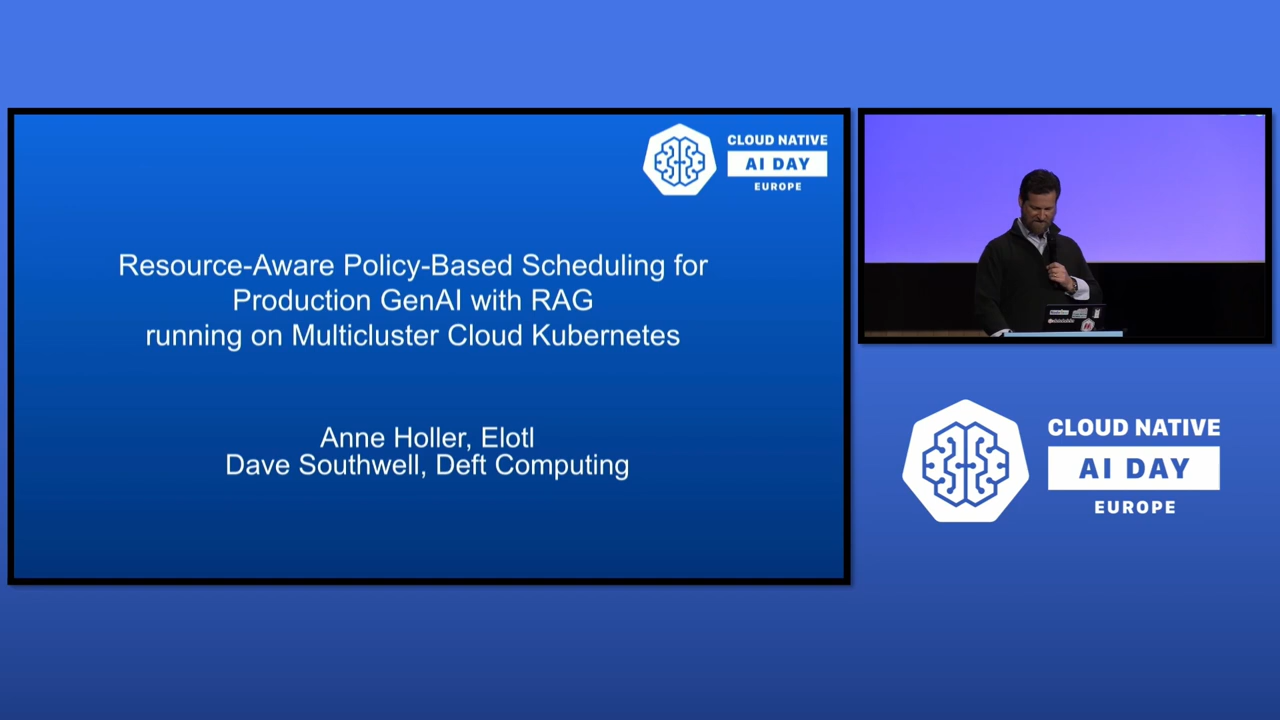 CLOUD NATIVE
AI DAY
EUROPE
Resource-Aware Policy-Based Scheduling for
Production GenAI with RAG
running on Multicluster Cloud Kubernetes
Anne Holler, Elotl
Dave Southwell, Deft Computing
CLOUD NATIVE
AI DAY
EUROPE